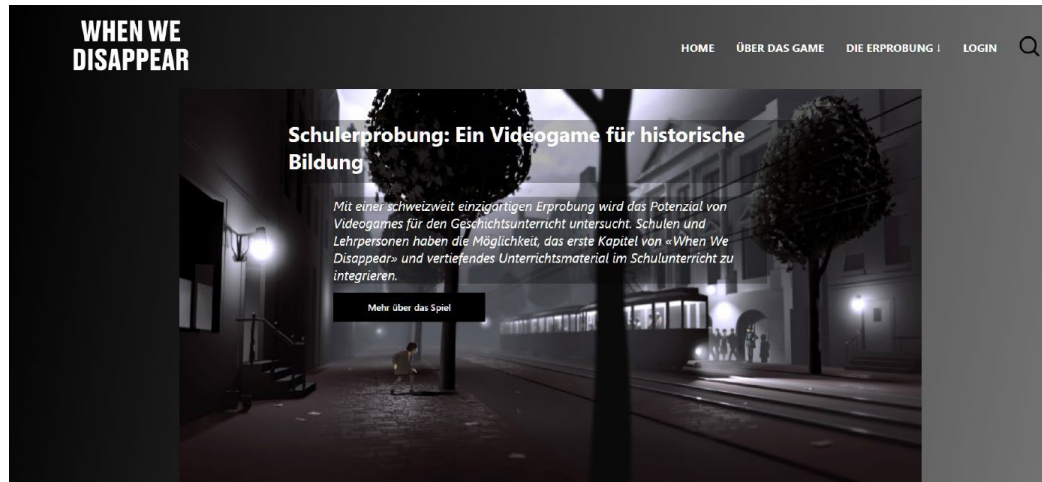 WHEN WE
DISAPPEAR
HOME ÜBER DAS GAME DIE ERPROBUNG ↓ LOGIN
Schulerprobung: Ein Videogame für historische
Bildung
Mit einer schweizweit einzigartigen Erprobung wird das Potenzial von
Videogames für den Geschichtsunterricht untersucht. Schulen und
Lehrpersonen haben die Möglichkeit, das erste Kapitel von «When We
Disappear» und vertiefendes Unterrichtsmaterial im Schulunterricht zu
integrieren.
Mehr über das Spiel